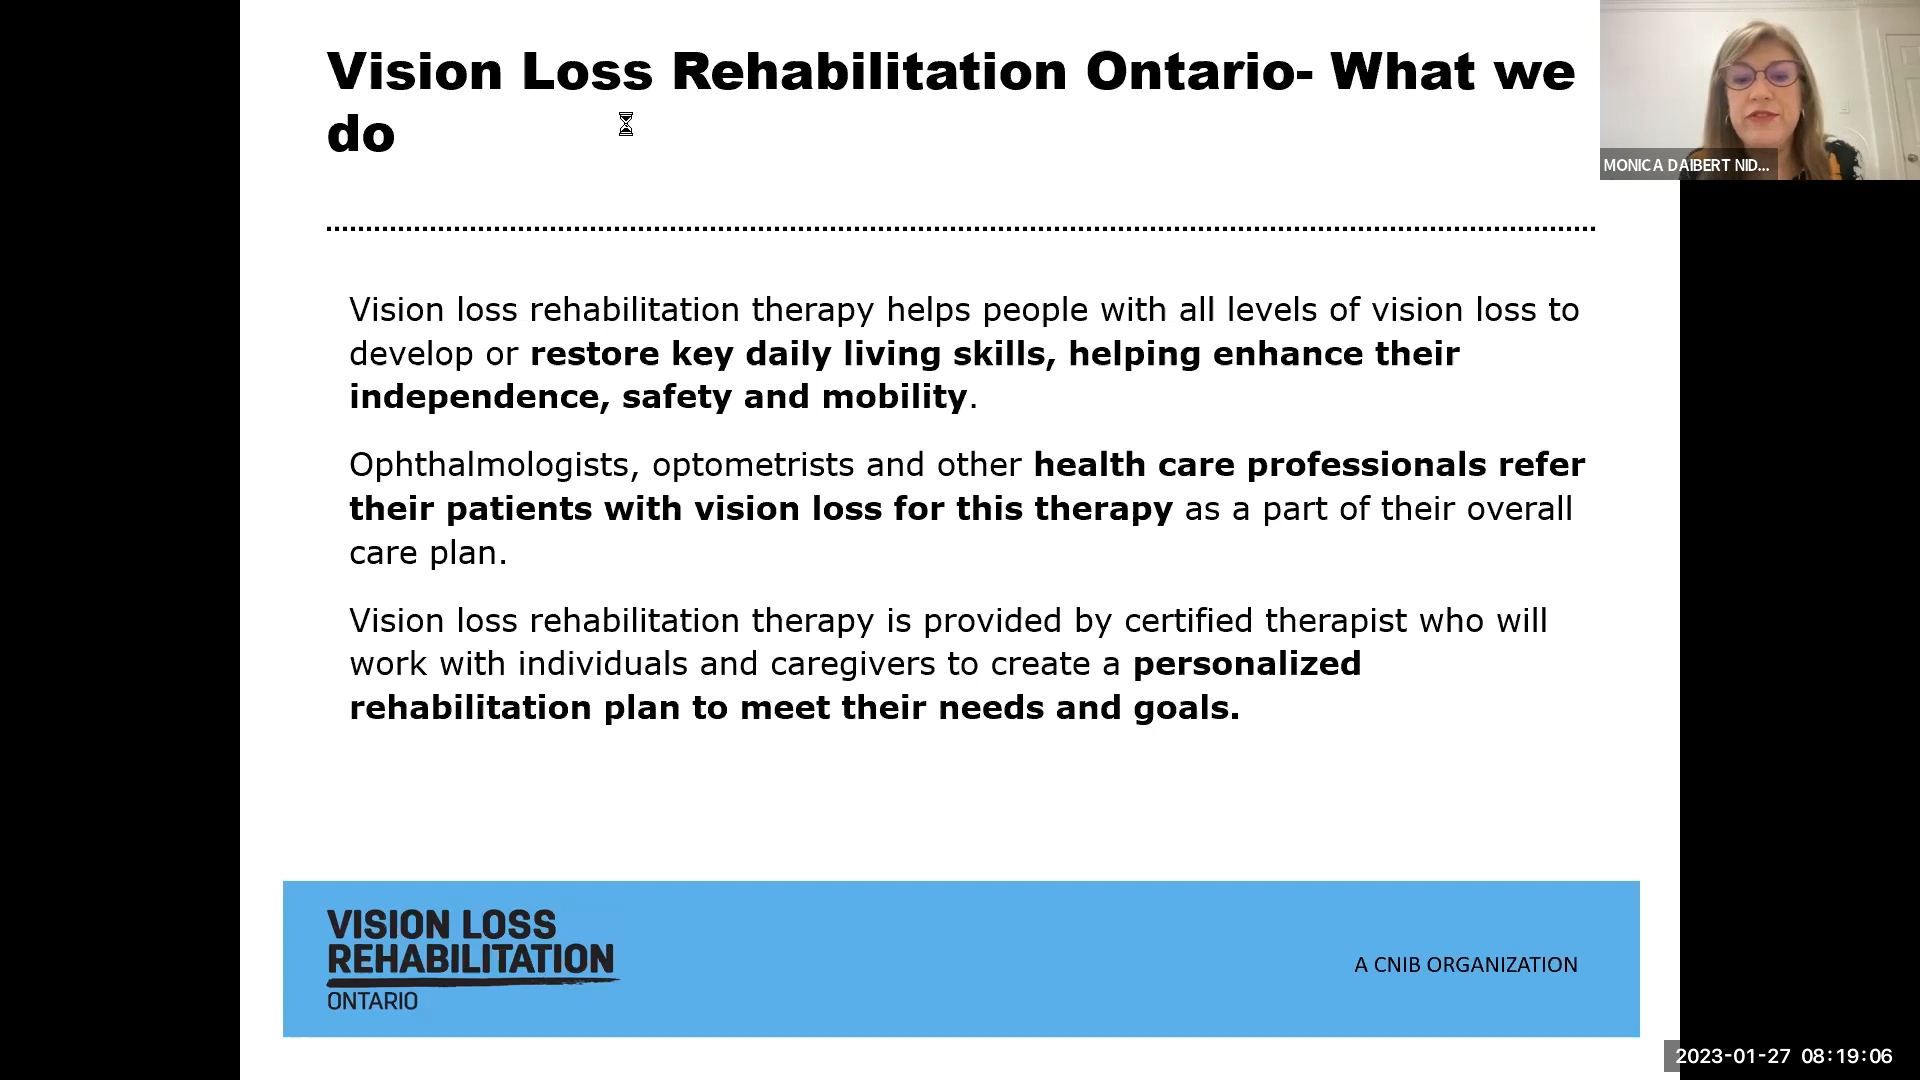 Vision Loss Rehabilitation Ontario- What we
do
MONICA DAIBERT NID...
Vision loss rehabilitation therapy helps people with all levels of vision loss to
develop or restore key daily living skills, helping enhance their
independence, safety and mobility.
Ophthalmologists, optometrists and other health care professionals refer
their patients with vision loss for this therapy as a part of their overall
care plan.
Vision loss rehabilitation therapy is provided by certified therapist who will
work with individuals and caregivers to create a personalized
rehabilitation plan to meet their needs and goals.
VISION LOSS
REHABILITATION
ONTARIO
A CNIB ORGANIZATION
2023-01-27 08:19:06